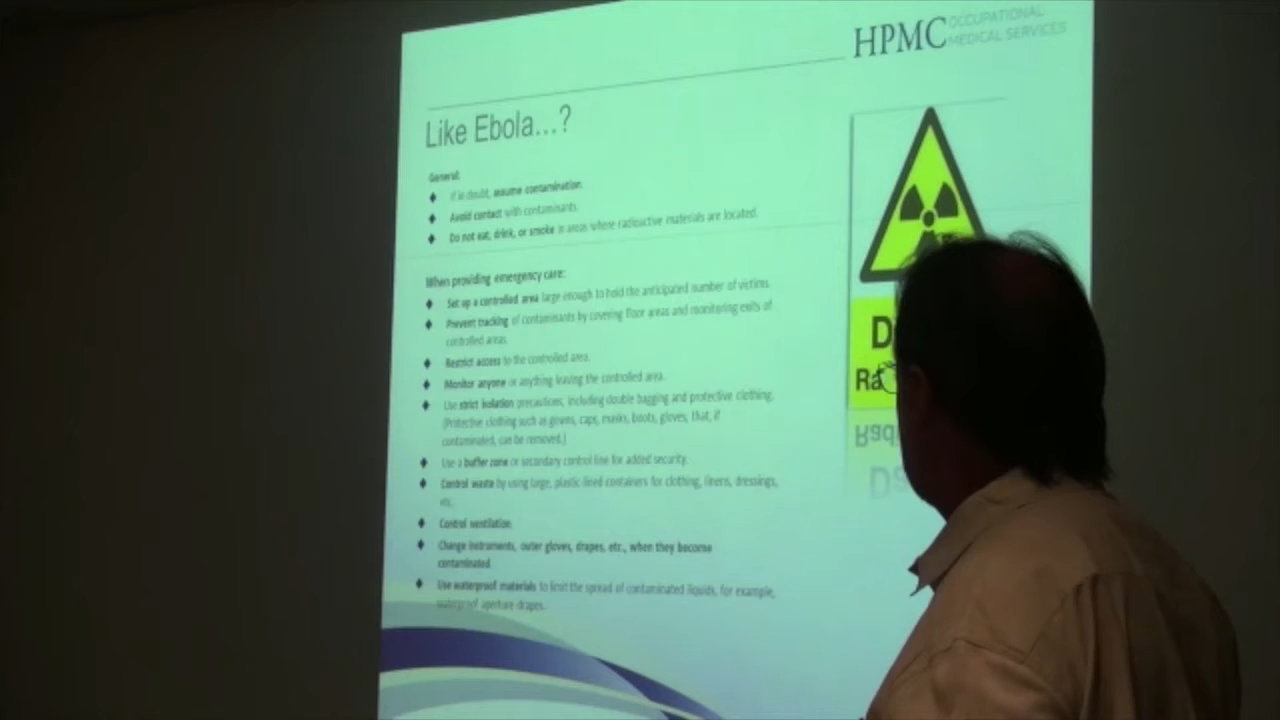 HPMC OCCUPATIONAL
MEDICAL SERVICES
Like Ebola...?
General:
♦ If in doubt, assume contamination.
♦ Avoid contact with contaminants.
♦ Do not eat, drink, or smoke in areas where radioactive materials are located.
When providing emergency care:
♦ Set up a controlled area large enough to hold the anticipated number of victims.
♦ Prevent tracking of contaminants by covering floor areas and monitoring exits of
controlled areas.
♦ Restrict access to the controlled area.
♦ Monitor anyone or anything leaving the controlled area.
♦ Use strict isolation precautions, including double bagging and protective clothing.
(Protective clothing such as gowns, caps, masks, boots, gloves, that, if
contaminated, can be removed.)
♦ Use a buffer zone or secondary control line for added security.
♦ Control waste by using large, plastic-lined containers for clothing, linens, dressings,
etc.
♦ Control ventilation.
♦ Change instruments, outer gloves, drapes, etc., when they become
contaminated.
♦ Use waterproof materials to limit the spread of contaminated liquids, for example,
waterproof aperture drapes.